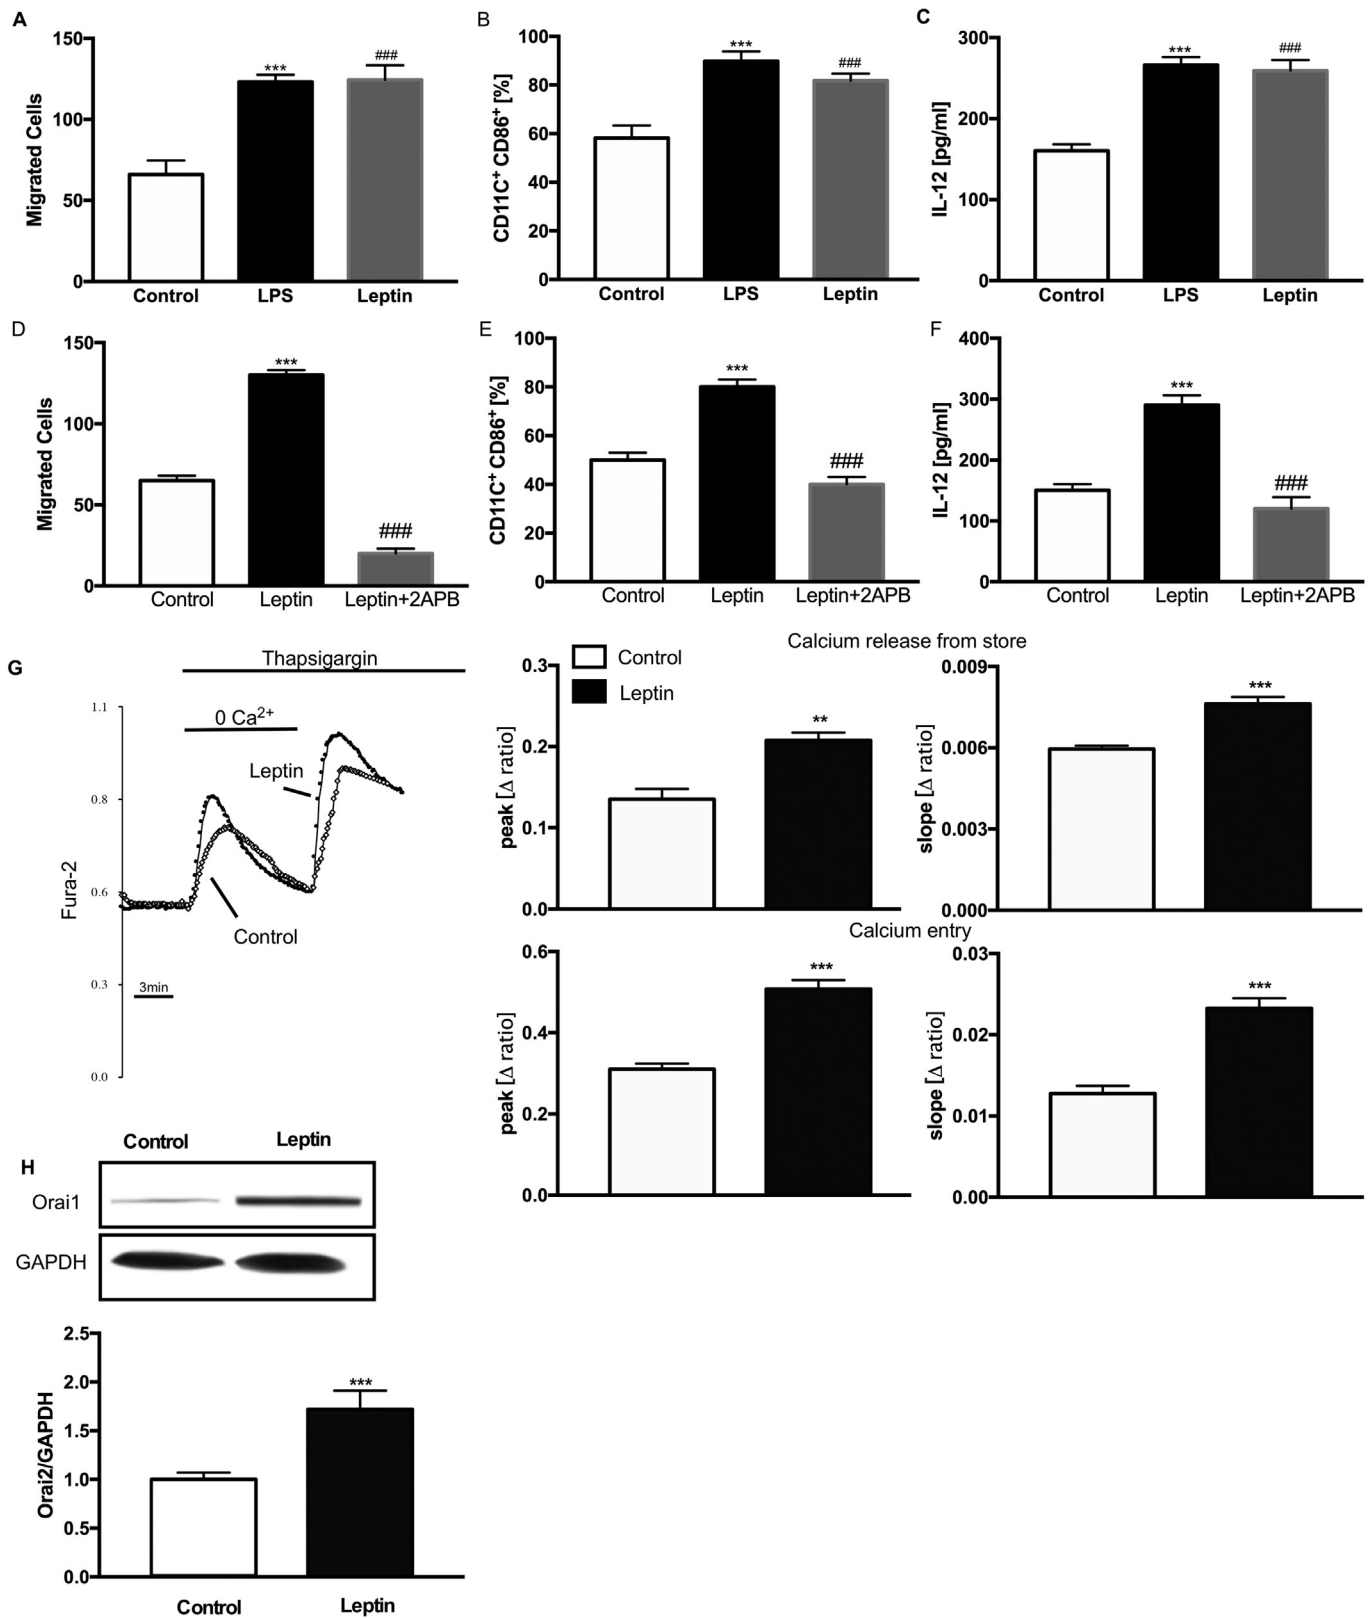 A
150
100
50
0
Migrated Cells
***
###
Control LPS Leptin
B
100
80
60
40
20
0
CD11C+ CD86+ [%]
***
###
Control LPS Leptin
C
300
200
100
0
IL-12 [pg/ml]
***
###
Control LPS Leptin
D
150
100
50
0
Migrated Cells
***
###
Control Leptin Leptin+2APB
E
100
80
60
40
20
0
CD11C+ CD86+ [%]
***
###
Control Leptin Leptin+2APB
F
400
300
200
100
0
IL-12 [pg/ml]
***
###
Control Leptin Leptin+2APB
G
Thapsigargin
0 Ca2+
Leptin
Control
1.1
0.8
0.6
0.3
0.0
Fura-2
3min
Control
Leptin
Calcium release from store
0.3
0.2
0.1
0.0
peak [Δ ratio]
**
0.009
0.006
0.003
0.000
slope [Δ ratio]
***
Calcium entry
0.6
0.4
0.2
0.0
peak [Δ ratio]
***
0.03
0.02
0.01
0.00
slope [Δ ratio]
***
H
Control Leptin
Orai1
GAPDH
2.5
2.0
1.5
1.0
0.5
0.0
Orai2/GAPDH
***
Control Leptin